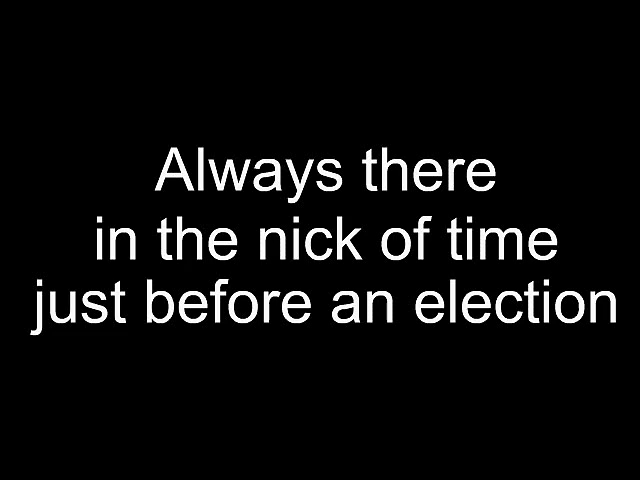 Always there
in the nick of time
just before an election